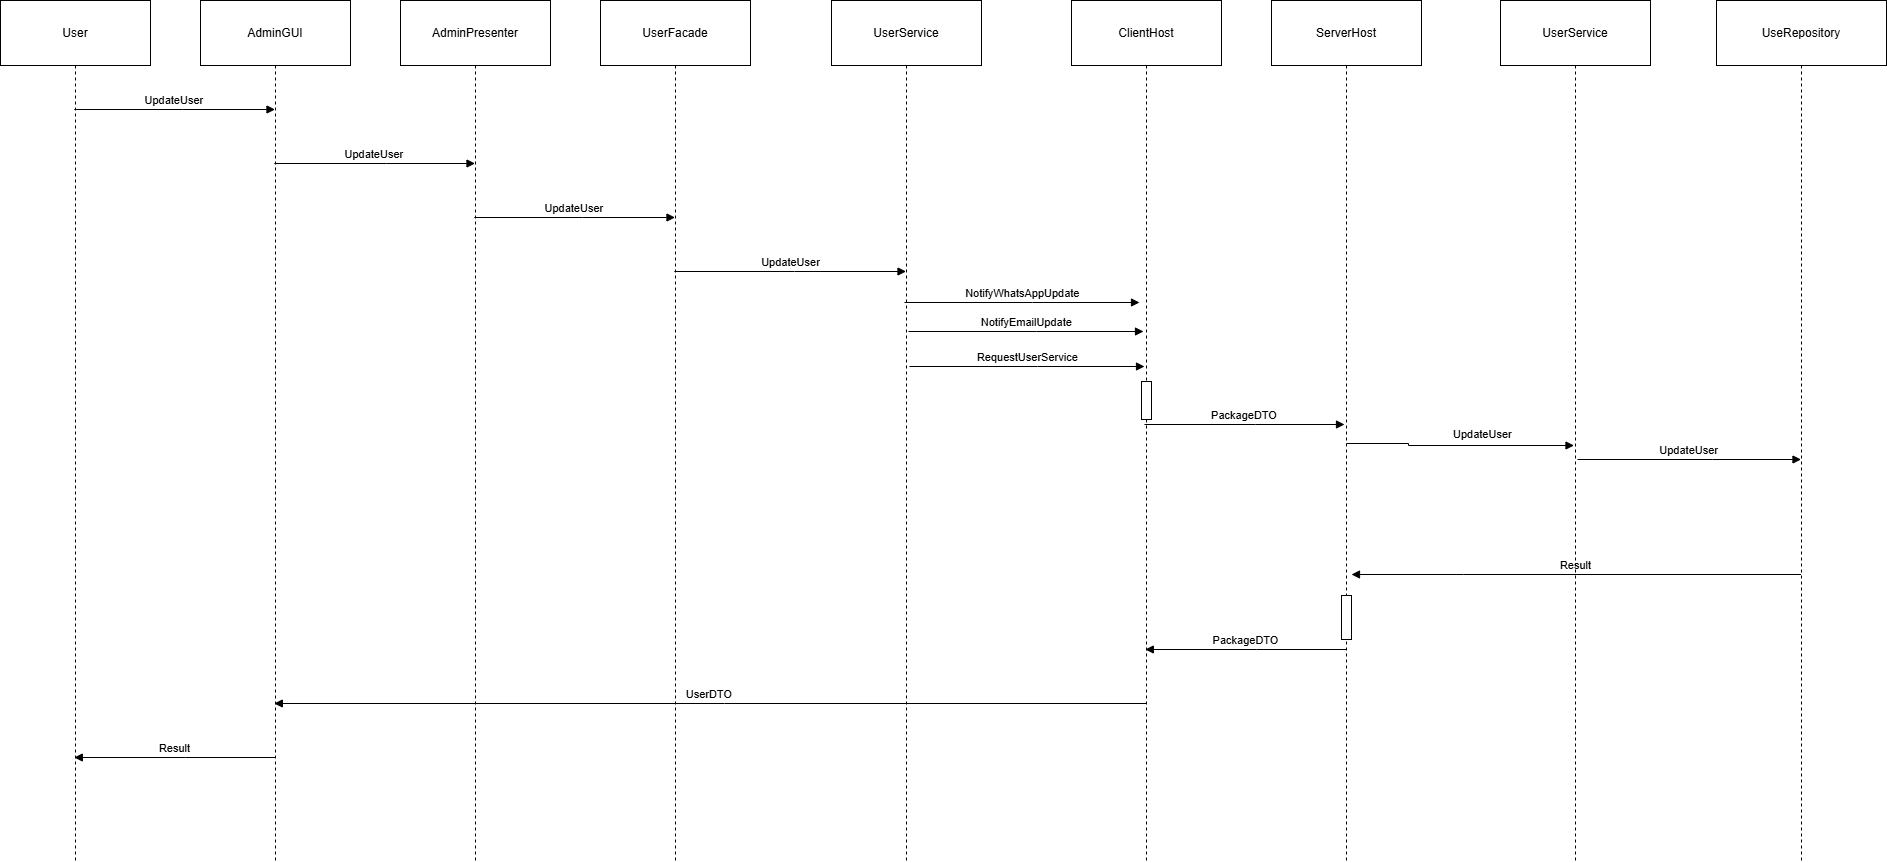 User
AdminGUI
AdminPresenter
UserFacade
UserService
ClientHost
ServerHost
UserService
UseRepository
UpdateUser
UpdateUser
UpdateUser
UpdateUser
NotifyWhatsAppUpdate
NotifyEmailUpdate
RequestUserService
PackageDTO
UpdateUser
UpdateUser
Result
PackageDTO
UserDTO
Result